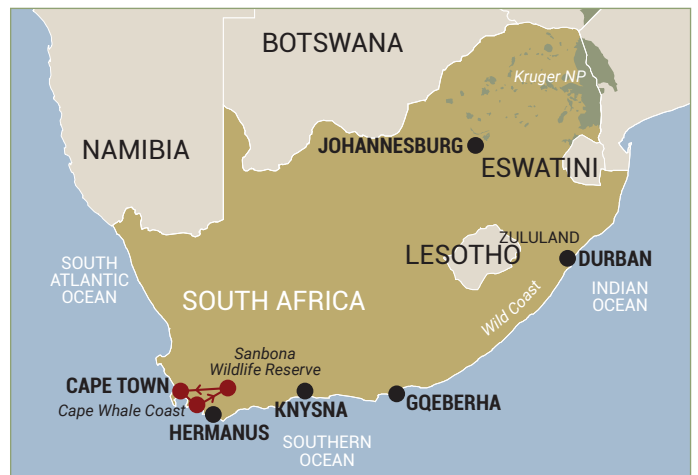 BOTSWANA
Kruger NP
NAMIBIA
JOHANNESBURG
ESWATINI
ZULULAND
LESOTHO
DURBAN
SOUTH
ATLANTIC
OCEAN
INDIAN
OCEAN
SOUTH AFRICA
Wild Coast
Sanbona
Wildlife Reserve
CAPE TOWN
Cape Whale Coast
KNYSNA
GQEBERHA
HERMANUS
SOUTHERN
OCEAN